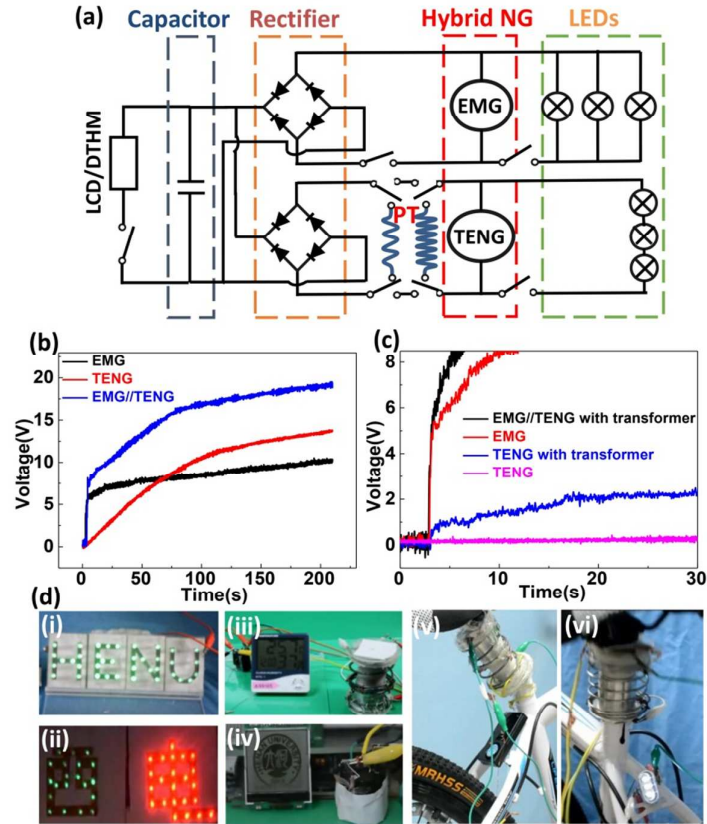 (a)
Capacitor Rectifier Hybrid NG LEDs
LCD/DTHM
EMG
PT
TENG
(b)
EMG
TENG
EMG//TENG
Voltage(V)
20
15
10
5
0
0 50 100 150 200
Time(s)
(c)
EMG//TENG with transformer
EMG
TENG with transformer
TENG
Voltage(V)
8
6
4
2
0
0 10 20 30
Time(s)
(d)
(i)
HENU
(ii)
(iii)
(iv)
(v)
MRHSS
(vi)